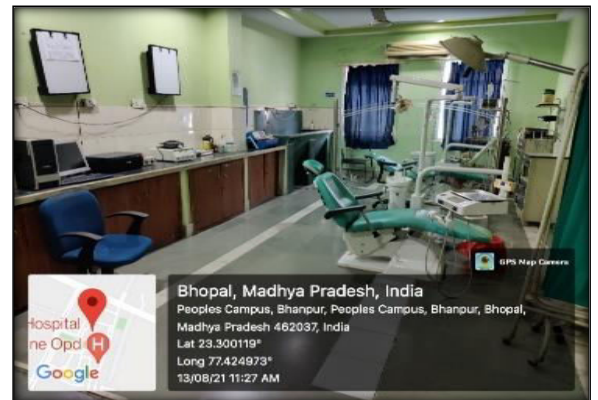 GPS Map Camera
Bhopal, Madhya Pradesh, India
Peoples Campus, Bhanpur, Peoples Campus, Bhanpur, Bhopal,
Madhya Pradesh 462037, India
Lat 23.300119°
Long 77.424973°
13/08/21 11:27 AM
Hospital
ne Opd
H
Google